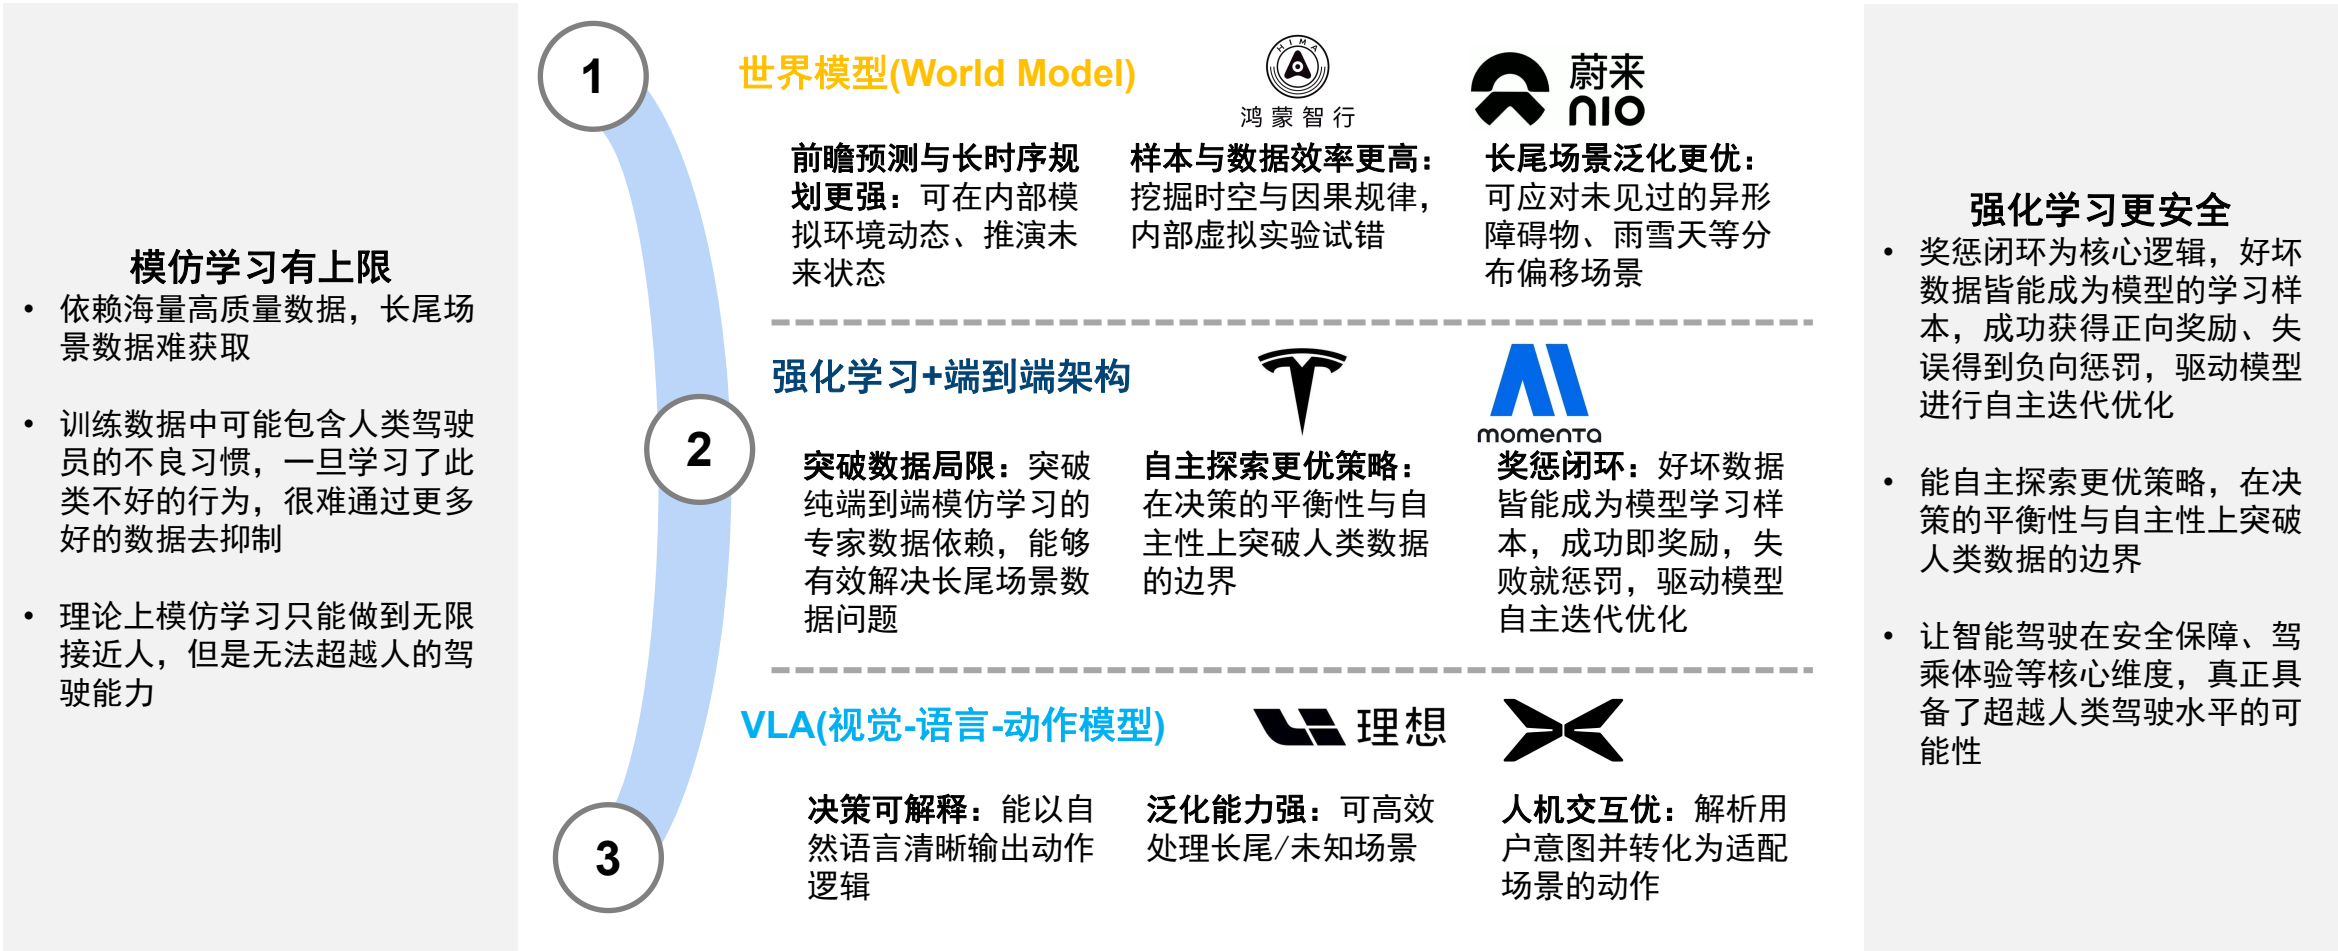 模仿学习有上限
• 依赖海量高质量数据，长尾场
景数据难获取
• 训练数据中可能包含人类驾驶
员的不良习惯，一旦学习了此
类不好的行为，很难通过更多
好的数据去抑制
• 理论上模仿学习只能做到无限
接近人，但是无法超越人的驾
驶能力
1
世界模型(World Model)
HIMA
鸿蒙智行
蔚来
NIO
前瞻预测与长时序规
划更强：可在内部模
拟环境动态、推演未
来状态
样本与数据效率更高：
挖掘时空与因果规律，
内部虚拟实验试错
长尾场景泛化更优：
可应对未见过的异形
障碍物、雨雪天等分
布偏移场景
2
强化学习+端到端架构
momenta
突破数据局限：突破
纯端到端模仿学习的
专家数据依赖，能够
有效解决长尾场景数
据问题
自主探索更优策略：
在决策的平衡性与自
主性上突破人类数据
的边界
奖惩闭环：好坏数据
皆能成为模型学习样
本，成功即奖励，失
败就惩罚，驱动模型
自主迭代优化
3
VLA(视觉-语言-动作模型)
理想
决策可解释：能以自
然语言清晰输出动作
逻辑
泛化能力强：可高效
处理长尾/未知场景
人机交互优：解析用
户意图并转化为适配
场景的动作
强化学习更安全
• 奖惩闭环为核心逻辑，好坏
数据皆能成为模型的学习样
本，成功获得正向奖励、失
误得到负向惩罚，驱动模型
进行自主迭代优化
• 能自主探索更优策略，在决
策的平衡性与自主性上突破
人类数据的边界
• 让智能驾驶在安全保障、驾
乘体验等核心维度，真正具
备了超越人类驾驶水平的可
能性